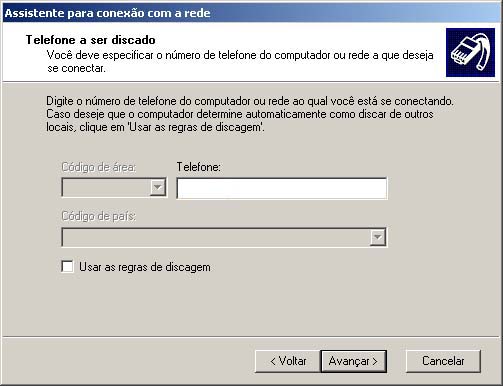 Assistente para conexão com a rede
Telefone a ser discado
Você deve especificar o número de telefone do computador ou rede a que deseja
se conectar.
Digite o número de telefone do computador ou rede ao qual você está se conectando.
Caso deseje que o computador determine automaticamente como discar de outros
locais, clique em 'Usar as regras de discagem'.
Código de área: Telefone:
Código de país:
Usar as regras de discagem
< Voltar Avançar > Cancelar